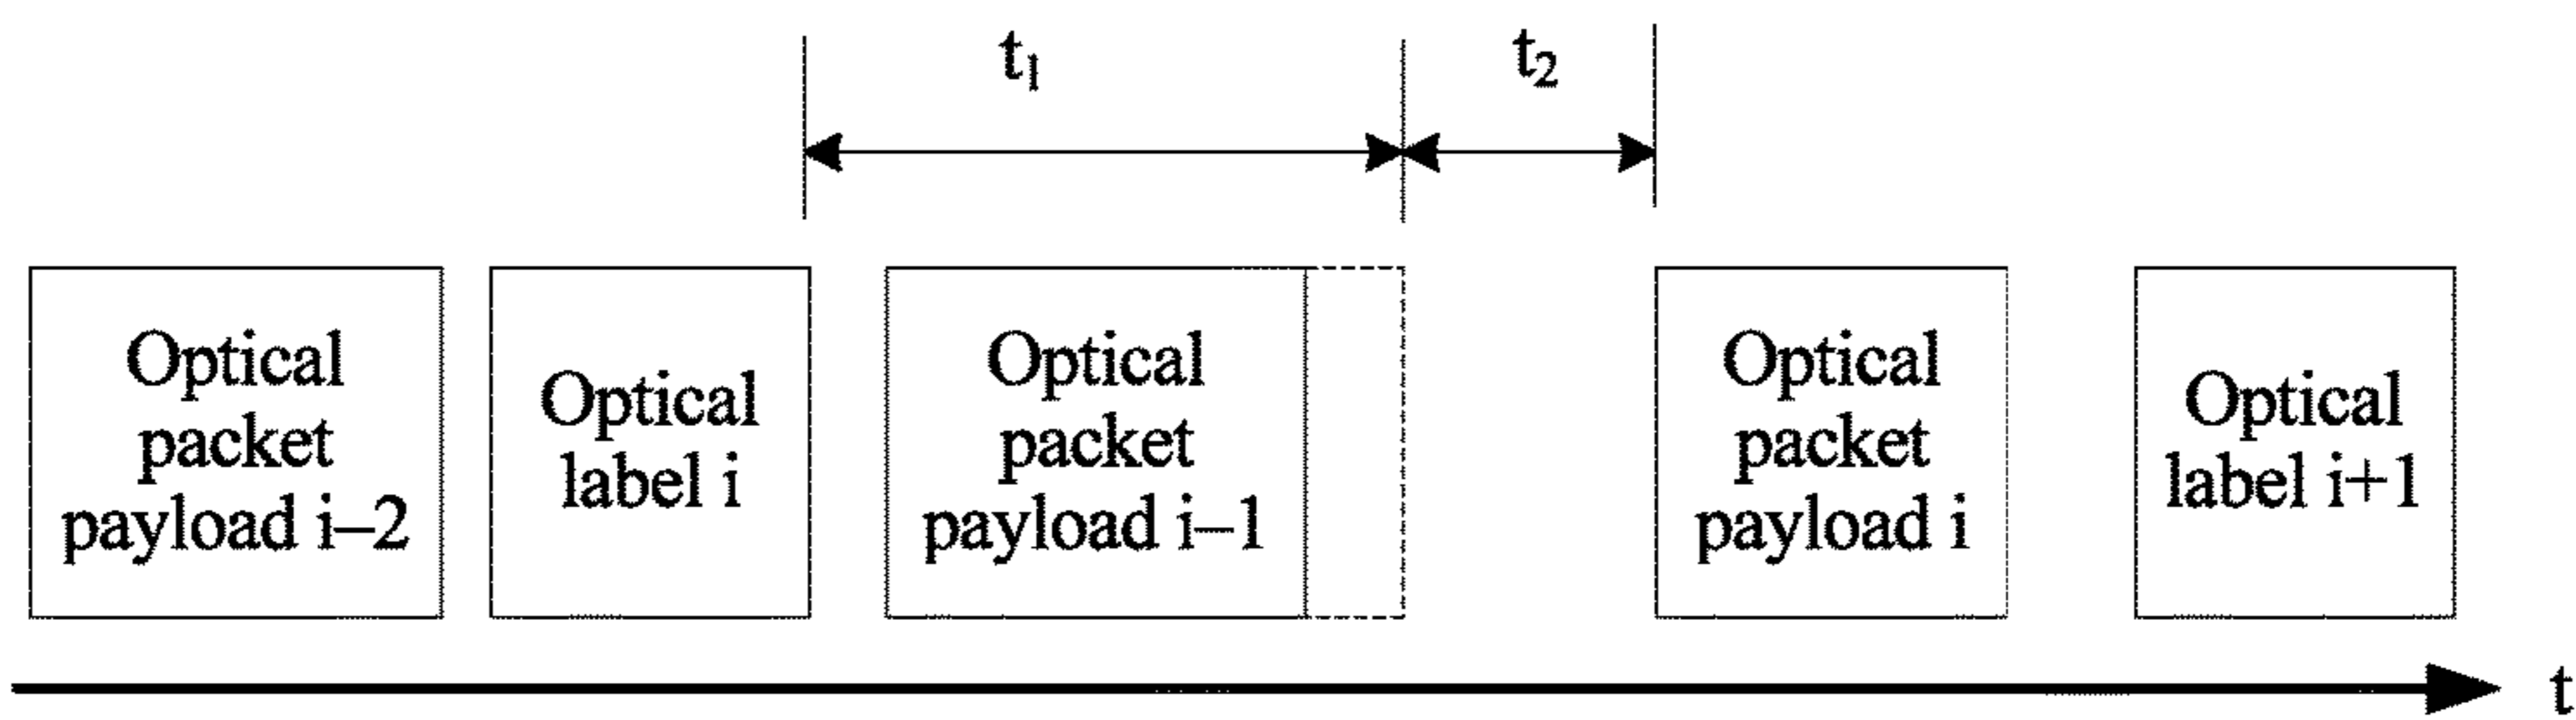 t₁
t₂
Optical
packet
payload i–2
Optical
label i
Optical
packet
payload i–1
Optical
packet
payload i
Optical
label i+1
t